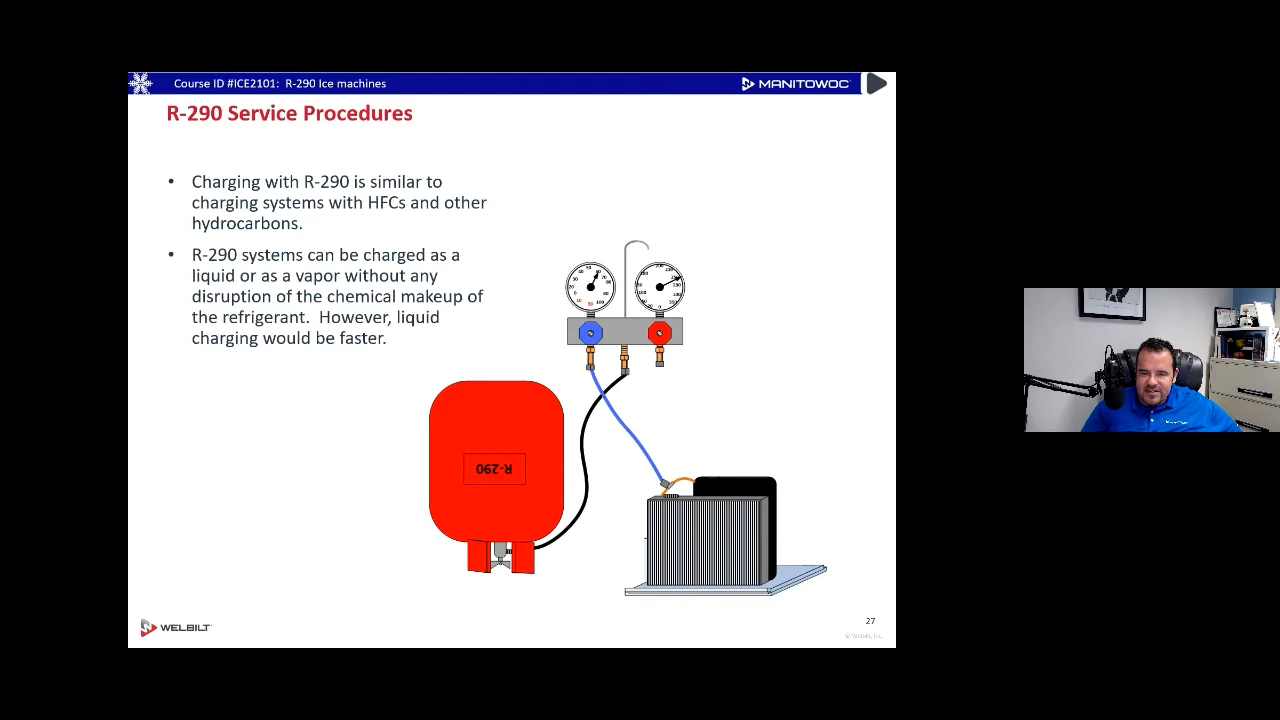 Course ID #ICE2101: R-290 Ice machines
MANITOWOC
R-290 Service Procedures
• Charging with R-290 is similar to
charging systems with HFCs and other
hydrocarbons.
• R-290 systems can be charged as a
liquid or as a vapor without any
disruption of the chemical makeup of
the refrigerant. However, liquid
charging would be faster.
R-290
WELBILT
27
© Welbilt, Inc.